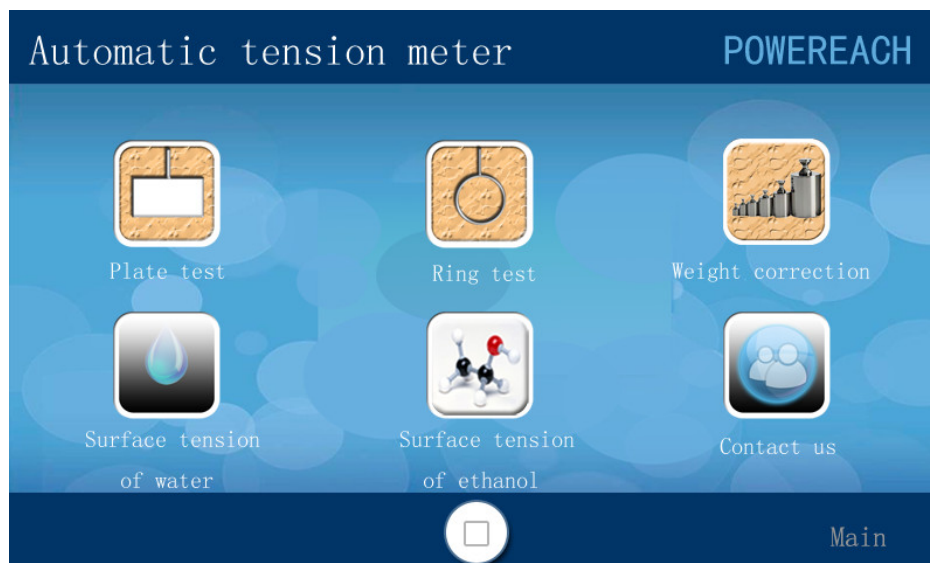 Automatic tension meter
POWEREACH
Plate test
Ring test
Weight correction
Surface tension
of water
Surface tension
of ethanol
Contact us
Main